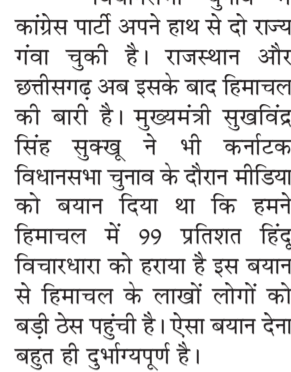 कांग्रेस पार्टी अपने हाथ से दो राज्य
गंवा चुकी है। राजस्थान और
छत्तीसगढ़ अब इसके बाद हिमाचल
की बारी है। मुख्यमंत्री सुखविंद्र
सिंह सुक्खू ने भी कर्नाटक
विधानसभा चुनाव के दौरान मीडिया
को बयान दिया था कि हमने
हिमाचल में 99 प्रतिशत हिंदू
विचारधारा को हराया है इस बयान
से हिमाचल के लाखों लोगों को
बड़ी ठेस पहुंची है। ऐसा बयान देना
बहुत ही दुर्भाग्यपूर्ण है।